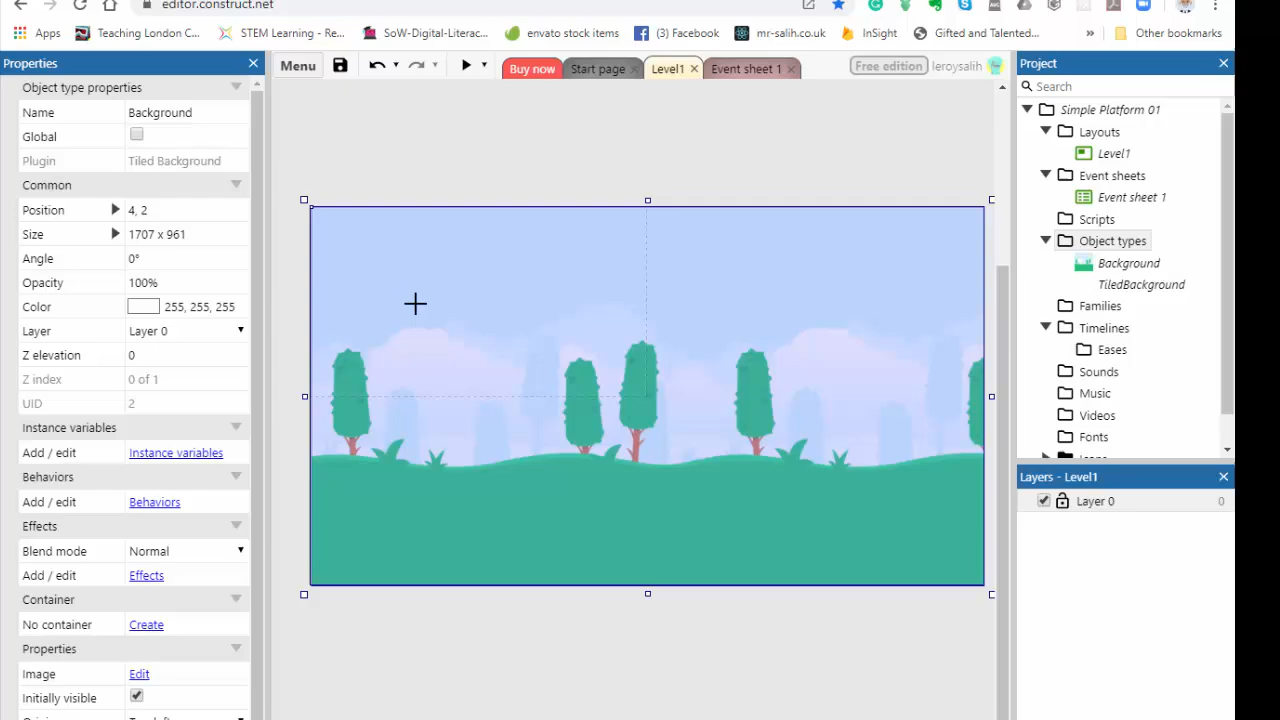 editor.construct.net
Apps Teaching London C... STEM Learning - Re... SoW-Digital-Literac... envato stock items (3) Facebook mr-salih.co.uk InSight Gifted and Talented... » Other bookmarks
Properties
Menu
Buy now
Start page
Level1
Event sheet 1
Free edition
leroysalih
Project
Object type properties
Name Background
Global
Plugin Tiled Background
Common
Position 4, 2
Size 1707 x 961
Angle 0°
Opacity 100%
Color 255, 255, 255
Layer Layer 0
Z elevation 0
Z index 0 of 1
UID 2
Instance variables
Add / edit Instance variables
Behaviors
Add / edit Behaviors
Effects
Blend mode Normal
Add / edit Effects
Container
No container Create
Properties
Image Edit
Initially visible
Search
Simple Platform 01
Layouts
Level1
Event sheets
Event sheet 1
Scripts
Object types
Background
TiledBackground
Families
Timelines
Eases
Sounds
Music
Videos
Fonts
Layers - Level1
Layer 0 0